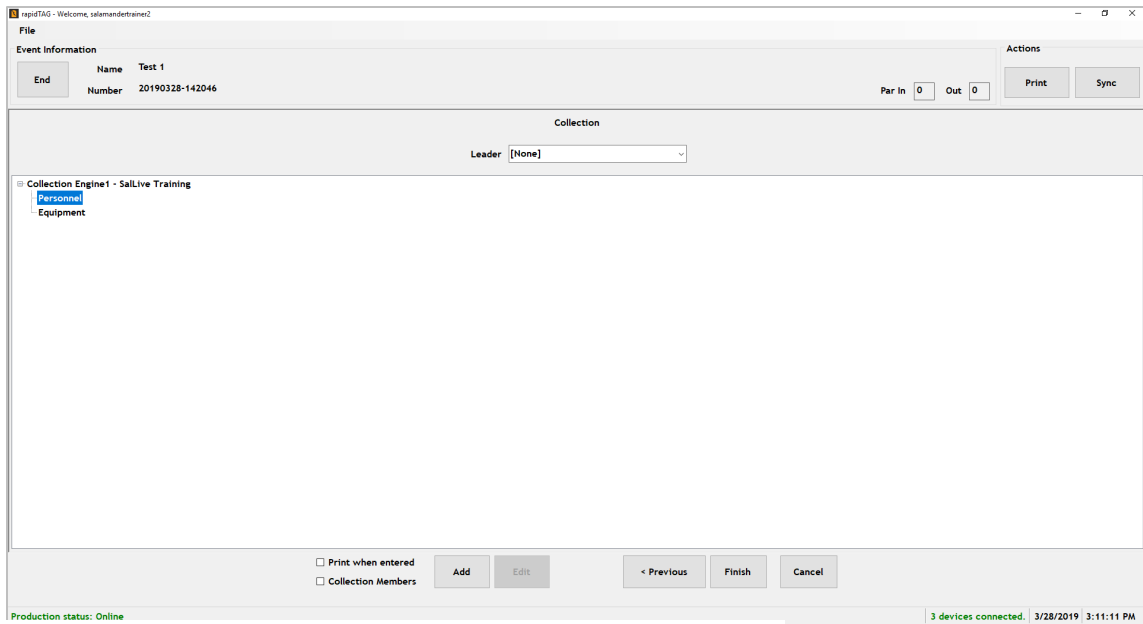 rapidTAG - Welcome, salamandertrainer2
File
Event Information
Actions
End
Name Test 1
Number 20190328-142046
Par In 0 Out 0
Print
Sync
Collection
Leader [None]
Collection Engine1 - SalLive Training
Personnel
Equipment
Print when entered
Collection Members
Add
Edit
< Previous
Finish
Cancel
Production status: Online
3 devices connected. 3/28/2019 3:11:11 PM